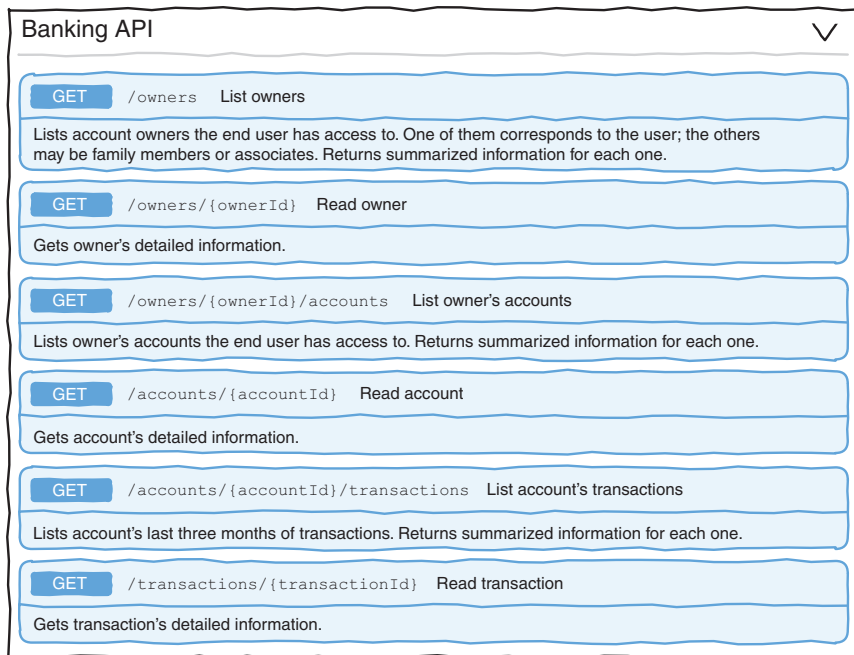 Banking API
GET /owners List owners
Lists account owners the end user has access to. One of them corresponds to the user; the others
may be family members or associates. Returns summarized information for each one.
GET /owners/{ownerId} Read owner
Gets owner’s detailed information.
GET /owners/{ownerId}/accounts List owner’s accounts
Lists owner’s accounts the end user has access to. Returns summarized information for each one.
GET /accounts/{accountId} Read account
Gets account’s detailed information.
GET /accounts/{accountId}/transactions List account’s transactions
Lists account’s last three months of transactions. Returns summarized information for each one.
GET /transactions/{transactionId} Read transaction
Gets transaction’s detailed information.